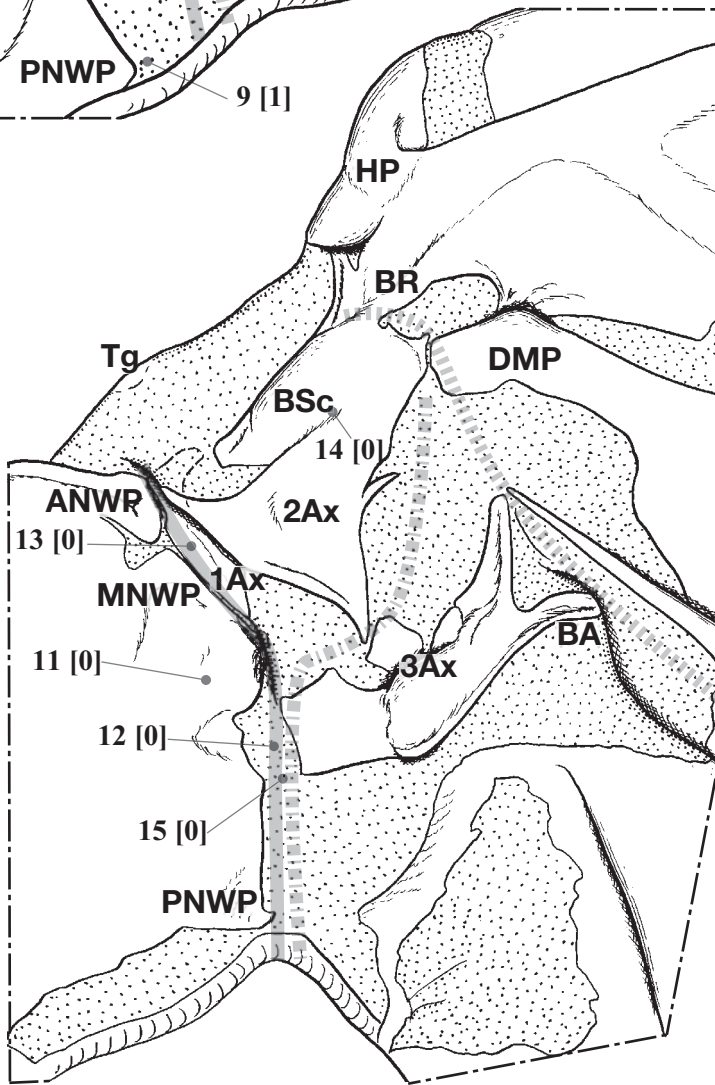 PNWP
9 [1]
HP
BR
Tg
DMP
BSc
14 [0]
ANWP
2Ax
13 [0]
1Ax
MNWP
BA
11 [0]
3Ax
12 [0]
15 [0]
PNWP